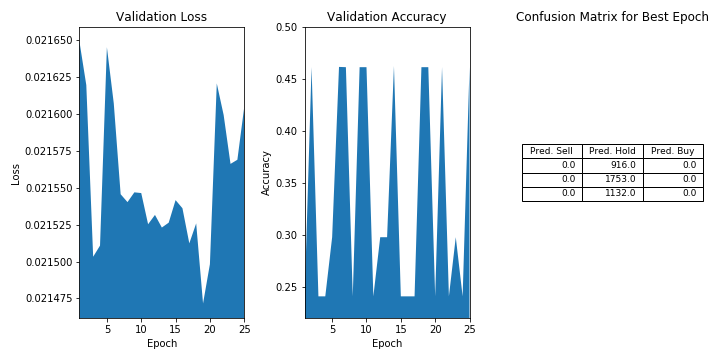 Validation Loss
Loss
0.021650
0.021625
0.021600
0.021575
0.021550
0.021525
0.021500
0.021475
5 10 15 20 25
Epoch
Validation Accuracy
Accuracy
0.50
0.45
0.40
0.35
0.30
0.25
5 10 15 20 25
Epoch
Confusion Matrix for Best Epoch
Pred. Sell Pred. Hold Pred. Buy
0.0 916.0 0.0
0.0 1753.0 0.0
0.0 1132.0 0.0